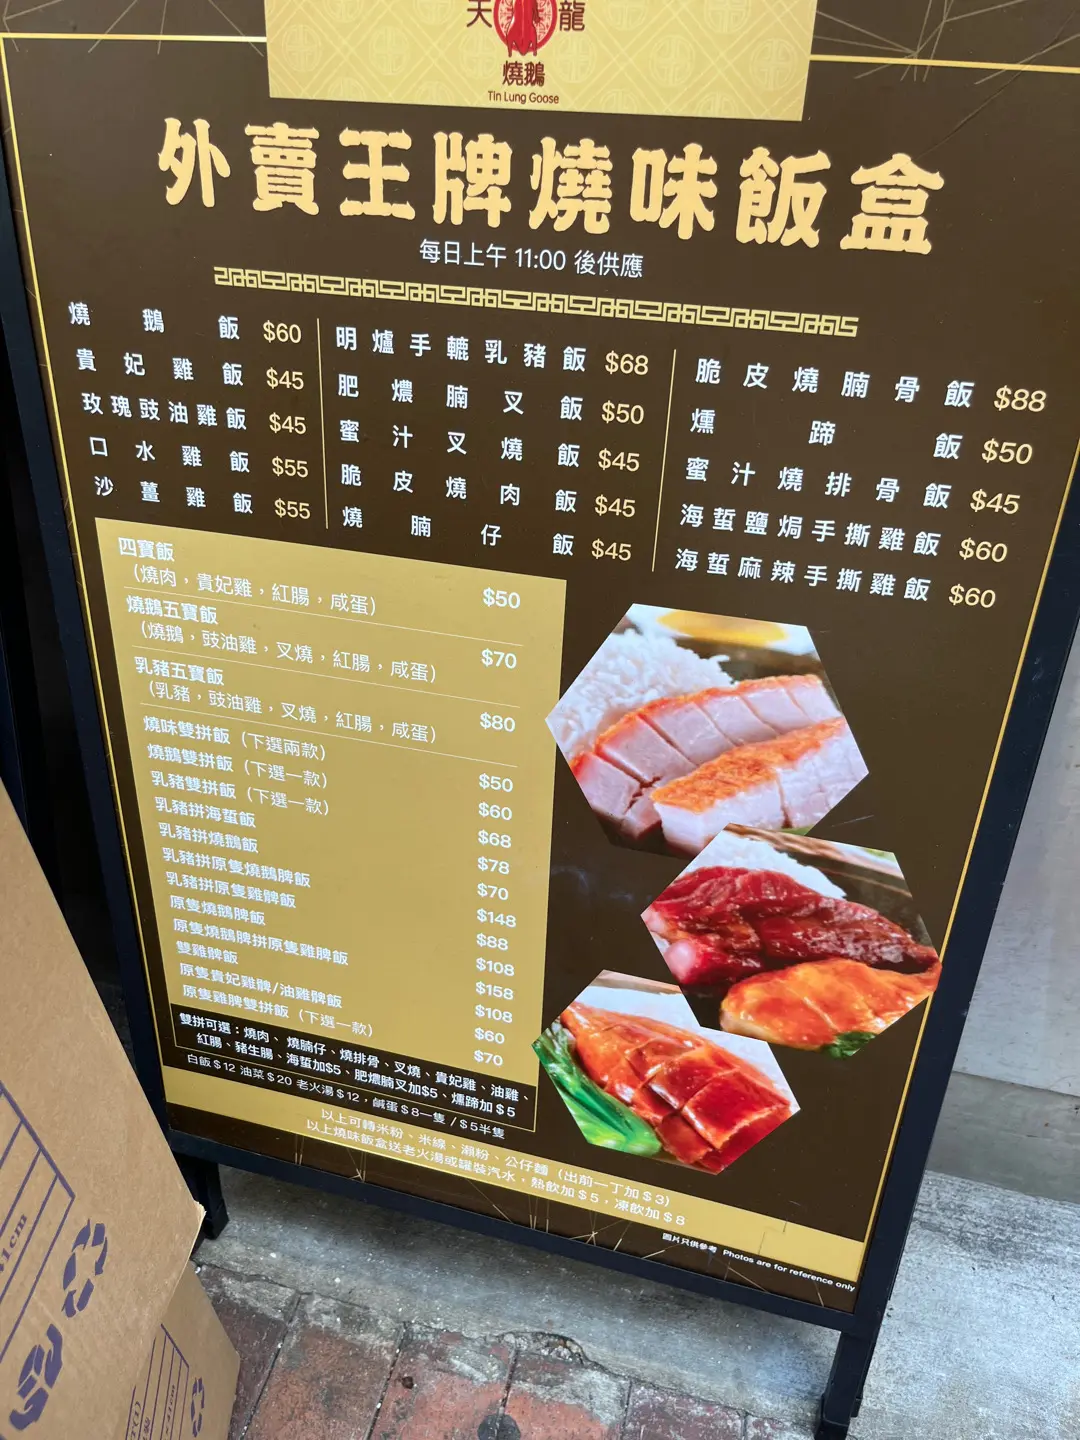 天 龍
燒鵝
Tin Lung Goose
外賣王牌燒味飯盒
每日上午 11:00 後供應
燒鵝飯 $60
貴妃雞飯 $45
玫瑰豉油雞飯 $45
口水雞飯 $55
沙薑雞飯 $55
明爐手轆乳豬飯 $68
肥燶腩叉飯 $50
蜜汁叉燒飯 $45
脆皮燒肉飯 $45
燒腩仔飯 $45
脆皮燒腩骨飯 $88
燻蹄飯 $50
蜜汁燒排骨飯 $45
海蜇鹽焗手撕雞飯 $60
海蜇麻辣手撕雞飯 $60
四寶飯
(燒肉，貴妃雞，紅腸，咸蛋) $50
燒鵝五寶飯
(燒鵝，豉油雞，叉燒，紅腸，咸蛋) $70
乳豬五寶飯
(乳豬，豉油雞，叉燒，紅腸，咸蛋) $80
燒味雙拼飯 (下選兩款) $50
燒鵝雙拼飯 (下選一款) $60
乳豬雙拼飯 (下選一款) $68
乳豬拼海蜇飯 $78
乳豬拼燒鵝飯 $70
乳豬拼原隻燒鵝脾飯 $148
乳豬拼原隻雞脾飯 $88
原隻燒鵝脾飯 $108
原隻燒鵝脾拼原隻雞脾飯 $158
雙雞髀飯 $108
原隻貴妃雞髀/油雞髀飯 $60
原隻雞脾雙拼飯 (下選一款) $70
雙拼可選：燒肉、燒腩仔、燒排骨、叉燒、貴妃雞、油雞、
紅腸、豬生腸、海蜇加$5、肥燶腩叉加$5、燻蹄加$5
白飯$12 油菜$20 老火湯$12，鹹蛋$8一隻 / $5半隻
以上可轉米粉、米線、瀨粉、公仔麵 (出前一丁加$3)
以上燒味飯盒送老火湯或罐裝汽水，熱飲加$5，凍飲加$8
圖片只供參考 Photos are for reference only